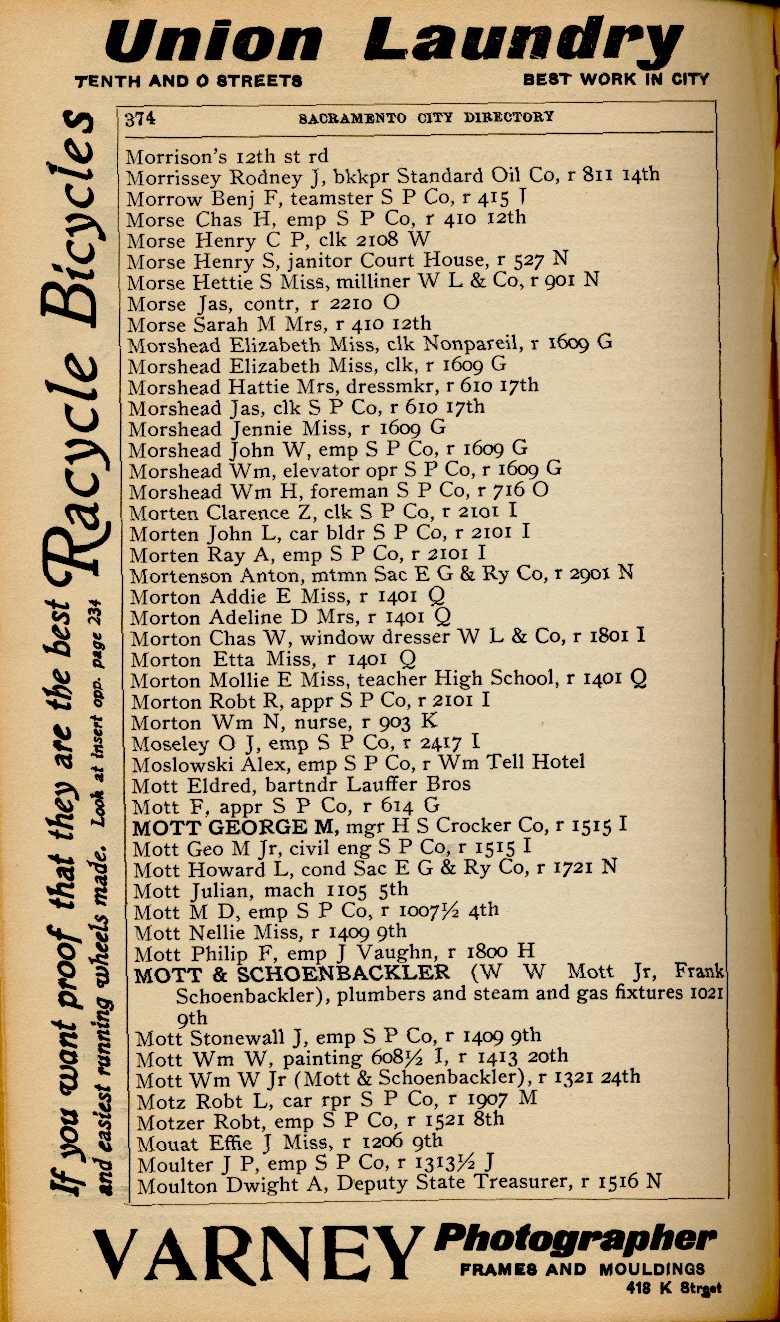 Union Laundry
TENTH AND O STREETS BEST WORK IN CITY
374 SACRAMENTO CITY DIRECTORY
Morrison's 12th st rd
Morrissey Rodney J, bkkpr Standard Oil Co, r 811 14th
Morrow Benj F, teamster S P Co, r 415 T
Morse Chas H, emp S P Co, r 410 12th
Morse Henry C P, clk 2108 W
Morse Henry S, janitor Court House, r 527 N
Morse Hettie S Miss, milliner W L & Co, r 901 N
Morse Jas, contr, r 2210 O
Morse Sarah M Mrs, r 410 12th
Morshead Elizabeth Miss, clk Nonpareil, r 1609 G
Morshead Elizabeth Miss, clk, r 1609 G
Morshead Hattie Mrs, dressmkr, r 610 17th
Morshead Jas, clk S P Co, r 610 17th
Morshead Jennie Miss, r 1609 G
Morshead John W, emp S P Co, r 1609 G
Morshead Wm, elevator opr S P Co, r 1609 G
Morshead Wm H, foreman S P Co, r 716 O
Morten Clarence Z, clk S P Co, r 2101 I
Morten John L, car bldr S P Co, r 2101 I
Morten Ray A, emp S P Co, r 2101 I
Mortenson Anton, mtmn Sac E G & Ry Co, r 2901 N
Morton Addie E Miss, r 1401 Q
Morton Adeline D Mrs, r 1401 Q
Morton Chas W, window dresser W L & Co, r 1801 I
Morton Etta Miss, r 1401 Q
Morton Mollie E Miss, teacher High School, r 1401 Q
Morton Robt R, appr S P Co, r 2101 I
Morton Wm N, nurse, r 903 K
Moseley O J, emp S P Co, r 2417 I
Moslowski Alex, emp S P Co, r Wm Tell Hotel
Mott Eldred, bartndr Lauffer Bros
Mott F, appr S P Co, r 614 G
MOTT GEORGE M, mgr H S Crocker Co, r 1515 I
Mott Geo M Jr, civil eng S P Co, r 1515 I
Mott Howard L, cond Sac E G & Ry Co, r 1721 N
Mott Julian, mach 1105 5th
Mott M D, emp S P Co, r 1007½ 4th
Mott Nellie Miss, r 1409 9th
Mott Philip F, emp J Vaughn, r 1800 H
MOTT & SCHOENBACKLER (W W Mott Jr, Frank
Schoenbackler), plumbers and steam and gas fixtures 1021
9th
Mott Stonewall J, emp S P Co, r 1409 9th
Mott Wm W, painting 608½ I, r 1413 20th
Mott Wm W Jr (Mott & Schoenbackler), r 1321 24th
Motz Robt L, car rpr S P Co, r 1907 M
Motzer Robt, emp S P Co, r 1521 8th
Mouat Effie J Miss, r 1206 9th
Moulter J P, emp S P Co, r 1313½ J
Moulton Dwight A, Deputy State Treasurer, r 1516 N
If you want proof that they are the best Racycle Bicycles
and easiest running wheels made. Look at insert opp. page 234
VARNEY Photographer
FRAMES AND MOULDINGS
418 K Street